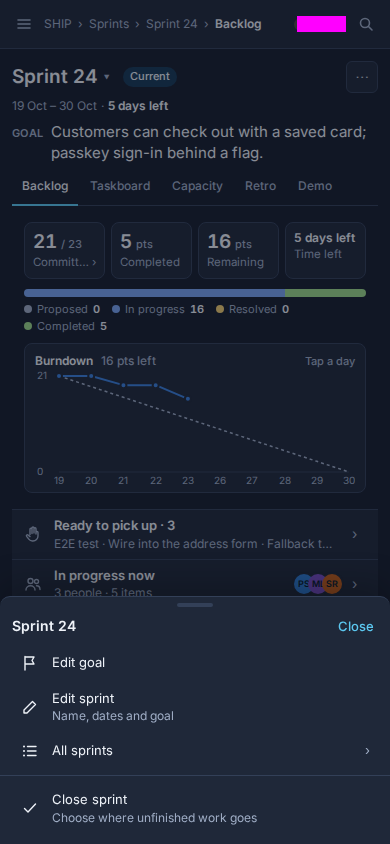 SHIP › Sprints › Sprint 24 › Backlog
Sprint 24 ▾ Current ...
19 Oct – 30 Oct · 5 days left
GOAL Customers can check out with a saved card;
passkey sign-in behind a flag.
Backlog Taskboard Capacity Retro Demo
21 / 23 5 pts 16 pts 5 days left
Committ… › Completed Remaining Time left
Proposed 0 In progress 16 Resolved 0
Completed 5
Burndown 16 pts left Tap a day
21
0
19 20 21 22 23 26 27 28 29 30
Ready to pick up · 3
E2E test · Wire into the address form · Fallback t… ›
In progress now
3 people · 5 items PS SR ›
Sprint 24 Close
Edit goal
Edit sprint
Name, dates and goal
All sprints ›
Close sprint
Choose where unfinished work goes